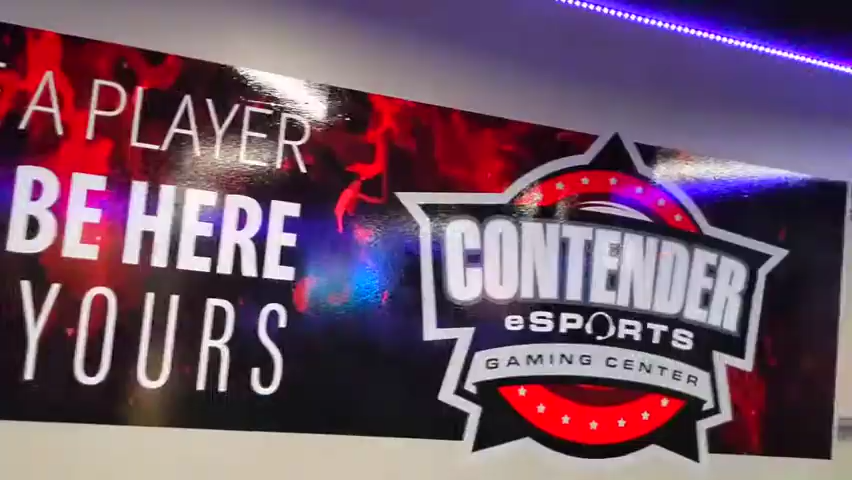 A PLAYER
BE HERE
YOURS
CONTENDER
eSPORTS
GAMING CENTER